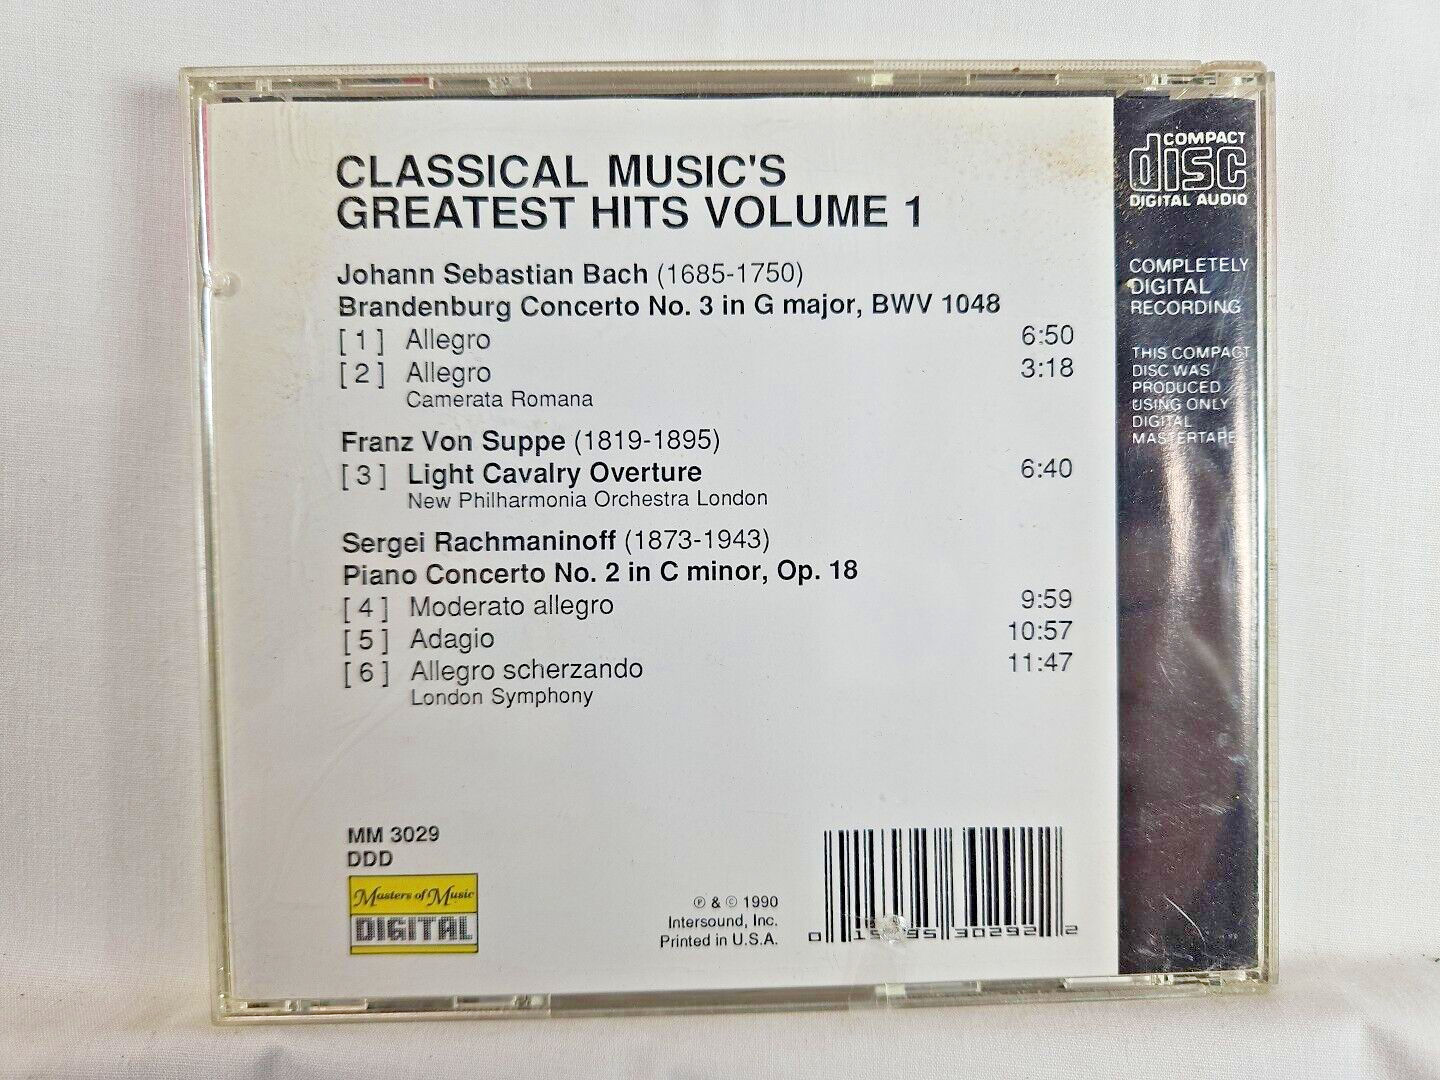 CLASSICAL MUSIC'S
GREATEST HITS VOLUME 1
Johann Sebastian Bach (1685-1750)
Brandenburg Concerto No. 3 in G major, BWV 1048
[ 1 ] Allegro 6:50
[ 2 ] Allegro 3:18
Camerata Romana
Franz Von Suppe (1819-1895)
[ 3 ] Light Cavalry Overture 6:40
New Philharmonia Orchestra London
Sergei Rachmaninoff (1873-1943)
Piano Concerto No. 2 in C minor, Op. 18
[ 4 ] Moderato allegro 9:59
[ 5 ] Adagio 10:57
[ 6 ] Allegro scherzando 11:47
London Symphony
MM 3029
DDD
Masters of Music
DIGITAL
℗ & © 1990
Intersound, Inc.
Printed in U.S.A.
0 30292 2
COMPACT
disc
DIGITAL AUDIO
COMPLETELY
DIGITAL
RECORDING
THIS COMPACT
DISC WAS
PRODUCED
USING ONLY
DIGITAL
MASTERTAPE